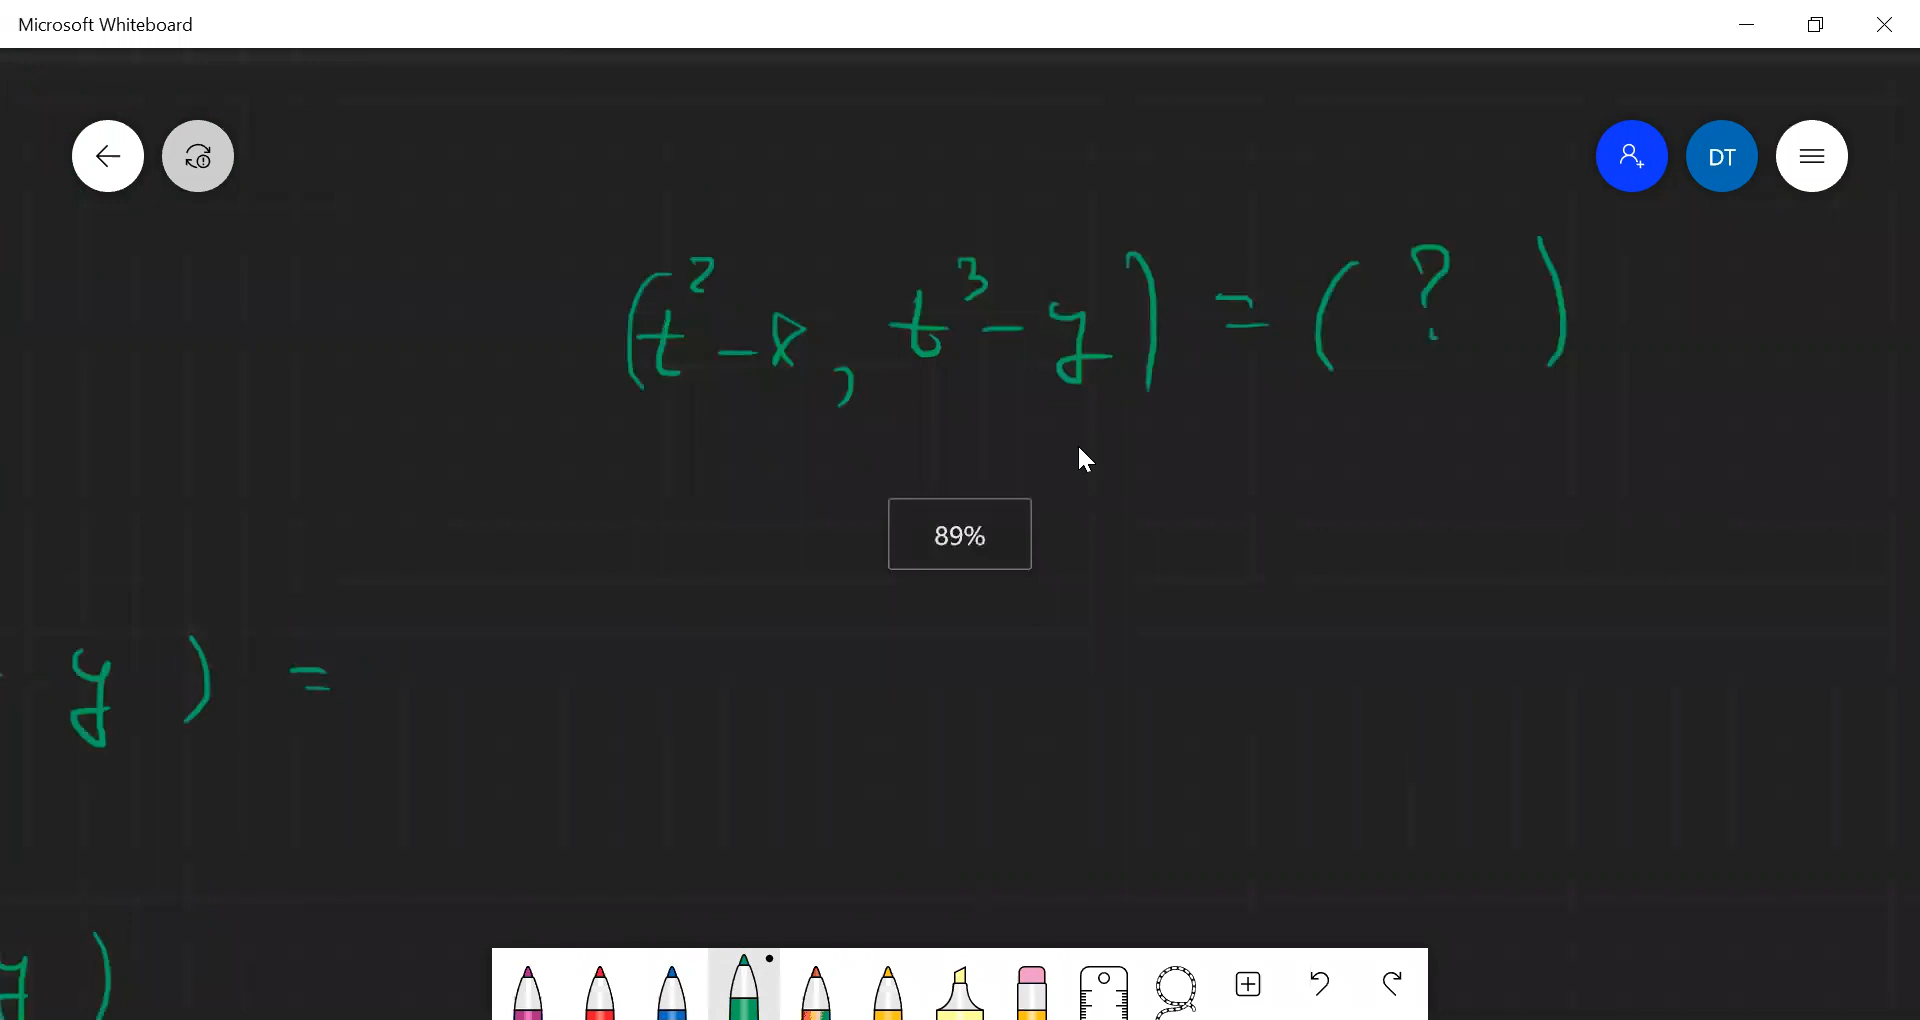 Microsoft Whiteboard
DT
(t² - x, t³ - y) = ( ? )
89%
y ) =
y )